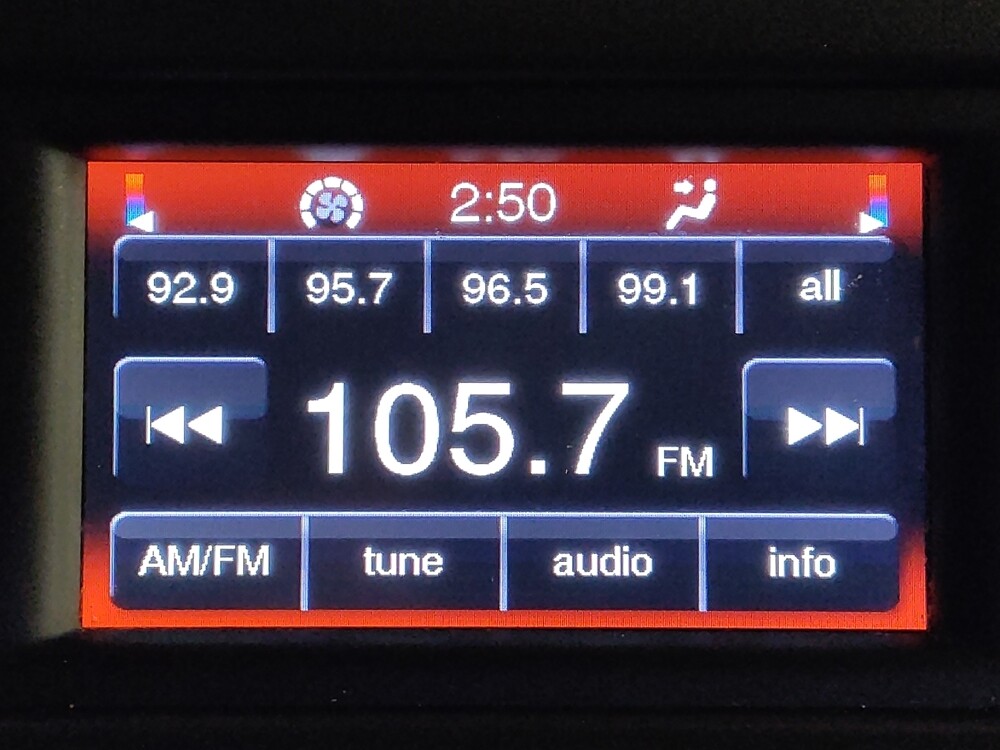 2:50
92.9 95.7 96.5 99.1 all
105.7 FM
AM/FM tune audio info